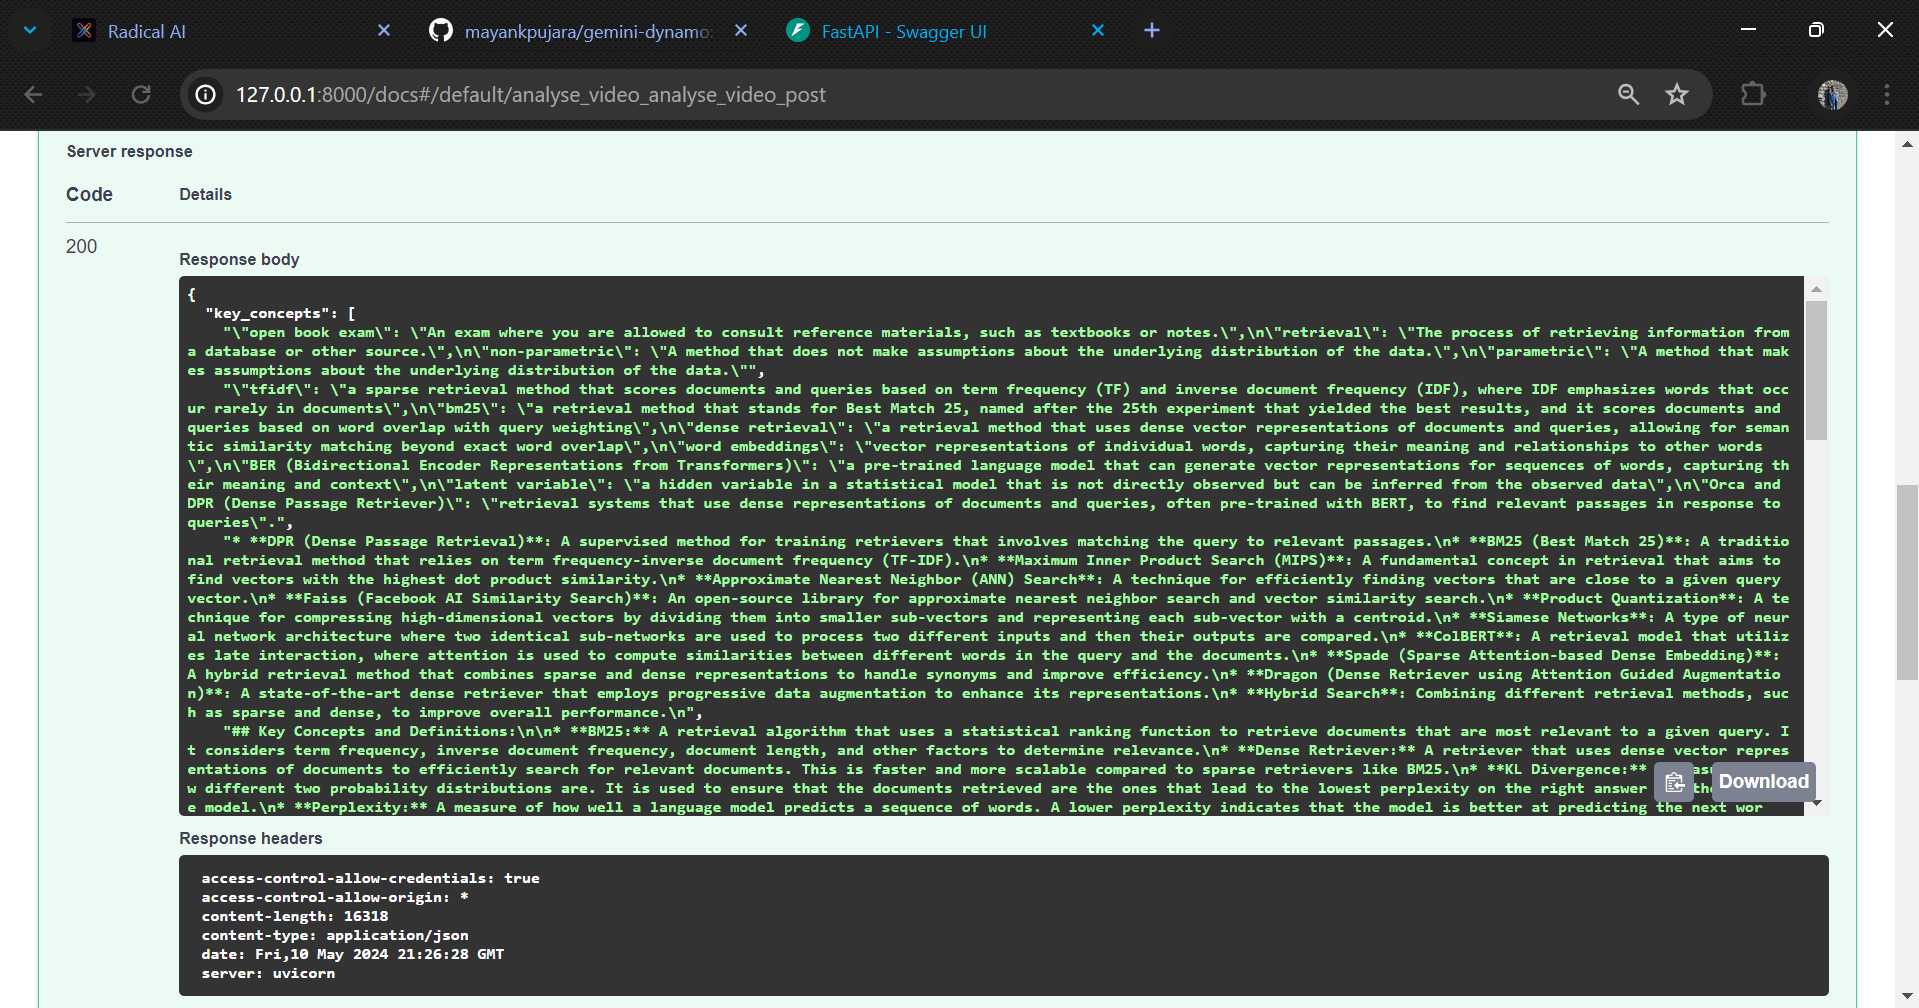 Radical AI
mayankpujara/gemini-dynamo:
FastAPI - Swagger UI
127.0.0.1:8000/docs#/default/analyse_video_analyse_video_post
Server response
Code Details
200
Response body
{
"key_concepts": [
"\"open book exam\": \"An exam where you are allowed to consult reference materials, such as textbooks or notes.\",\n\"retrieval\": \"The process of retrieving information from
a database or other source.\",\n\"non-parametric\": \"A method that does not make assumptions about the underlying distribution of the data.\",\n\"parametric\": \"A method that mak
es assumptions about the underlying distribution of the data.\"",
"\"tfidf\": \"a sparse retrieval method that scores documents and queries based on term frequency (TF) and inverse document frequency (IDF), where IDF emphasizes words that occ
ur rarely in documents\",\n\"bm25\": \"a retrieval method that stands for Best Match 25, named after the 25th experiment that yielded the best results, and it scores documents and
queries based on word overlap with query weighting\",\n\"dense retrieval\": \"a retrieval method that uses dense vector representations of documents and queries, allowing for seman
tic similarity matching beyond exact word overlap\",\n\"word embeddings\": \"vector representations of individual words, capturing their meaning and relationships to other words
\",\n\"BER (Bidirectional Encoder Representations from Transformers)\": \"a pre-trained language model that can generate vector representations for sequences of words, capturing th
eir meaning and context\",\n\"latent variable\": \"a hidden variable in a statistical model that is not directly observed but can be inferred from the observed data\",\n\"Orca and
DPR (Dense Passage Retriever)\": \"retrieval systems that use dense representations of documents and queries, often pre-trained with BERT, to find relevant passages in response to
queries\".",
"* **DPR (Dense Passage Retrieval)**: A supervised method for training retrievers that involves matching the query to relevant passages.\n* **BM25 (Best Match 25)**: A traditio
nal retrieval method that relies on term frequency-inverse document frequency (TF-IDF).\n* **Maximum Inner Product Search (MIPS)**: A fundamental concept in retrieval that aims to
find vectors with the highest dot product similarity.\n* **Approximate Nearest Neighbor (ANN) Search**: A technique for efficiently finding vectors that are close to a given query
vector.\n* **Faiss (Facebook AI Similarity Search)**: An open-source library for approximate nearest neighbor search and vector similarity search.\n* **Product Quantization**: A te
chnique for compressing high-dimensional vectors by dividing them into smaller sub-vectors and representing each sub-vector with a centroid.\n* **Siamese Networks**: A type of neur
al network architecture where two identical sub-networks are used to process two different inputs and then their outputs are compared.\n* **ColBERT**: A retrieval model that utiliz
es late interaction, where attention is used to compute similarities between different words in the query and the documents.\n* **Spade (Sparse Attention-based Dense Embedding)**:
A hybrid retrieval method that combines sparse and dense representations to handle synonyms and improve efficiency.\n* **Dragon (Dense Retriever using Attention Guided Augmentatio
n)**: A state-of-the-art dense retriever that employs progressive data augmentation to enhance its representations.\n* **Hybrid Search**: Combining different retrieval methods, suc
h as sparse and dense, to improve overall performance.\n",
"## Key Concepts and Definitions:\n\n* **BM25:** A retrieval algorithm that uses a statistical ranking function to retrieve documents that are most relevant to a given query. I
t considers term frequency, inverse document frequency, document length, and other factors to determine relevance.\n* **Dense Retriever:** A retriever that uses dense vector repres
entations of documents to efficiently search for relevant documents. This is faster and more scalable compared to sparse retrievers like BM25.\n* **KL Divergence:**
w different two probability distributions are. It is used to ensure that the documents retrieved are the ones that lead to the lowest perplexity on the right answer
Download
e model.\n* **Perplexity:** A measure of how well a language model predicts a sequence of words. A lower perplexity indicates that the model is better at predicting the next wor
Response headers
access-control-allow-credentials: true
access-control-allow-origin: *
content-length: 16318
content-type: application/json
date: Fri,10 May 2024 21:26:28 GMT
server: uvicorn